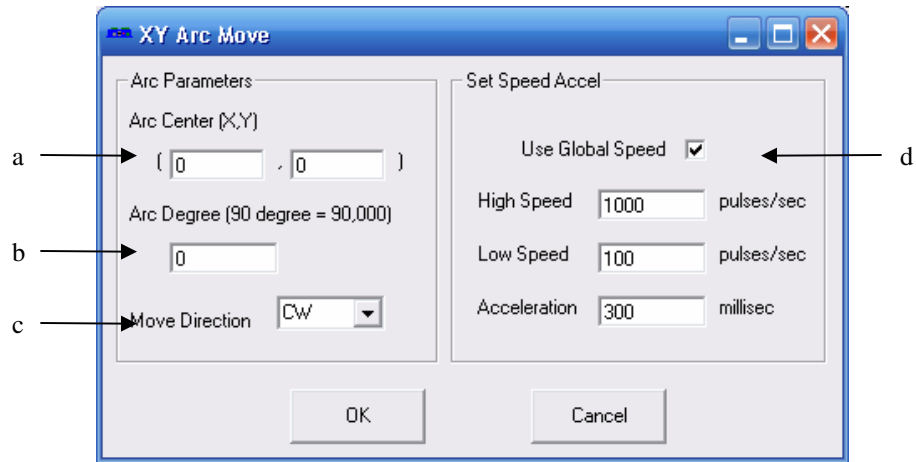 XY Arc Move
Arc Parameters
Arc Center (X,Y)
a
( 0 , 0 )
Arc Degree (90 degree = 90,000)
b
0
c
Move Direction CW
Set Speed Accel
Use Global Speed
d
High Speed 1000 pulses/sec
Low Speed 100 pulses/sec
Acceleration 300 millisec
OK Cancel